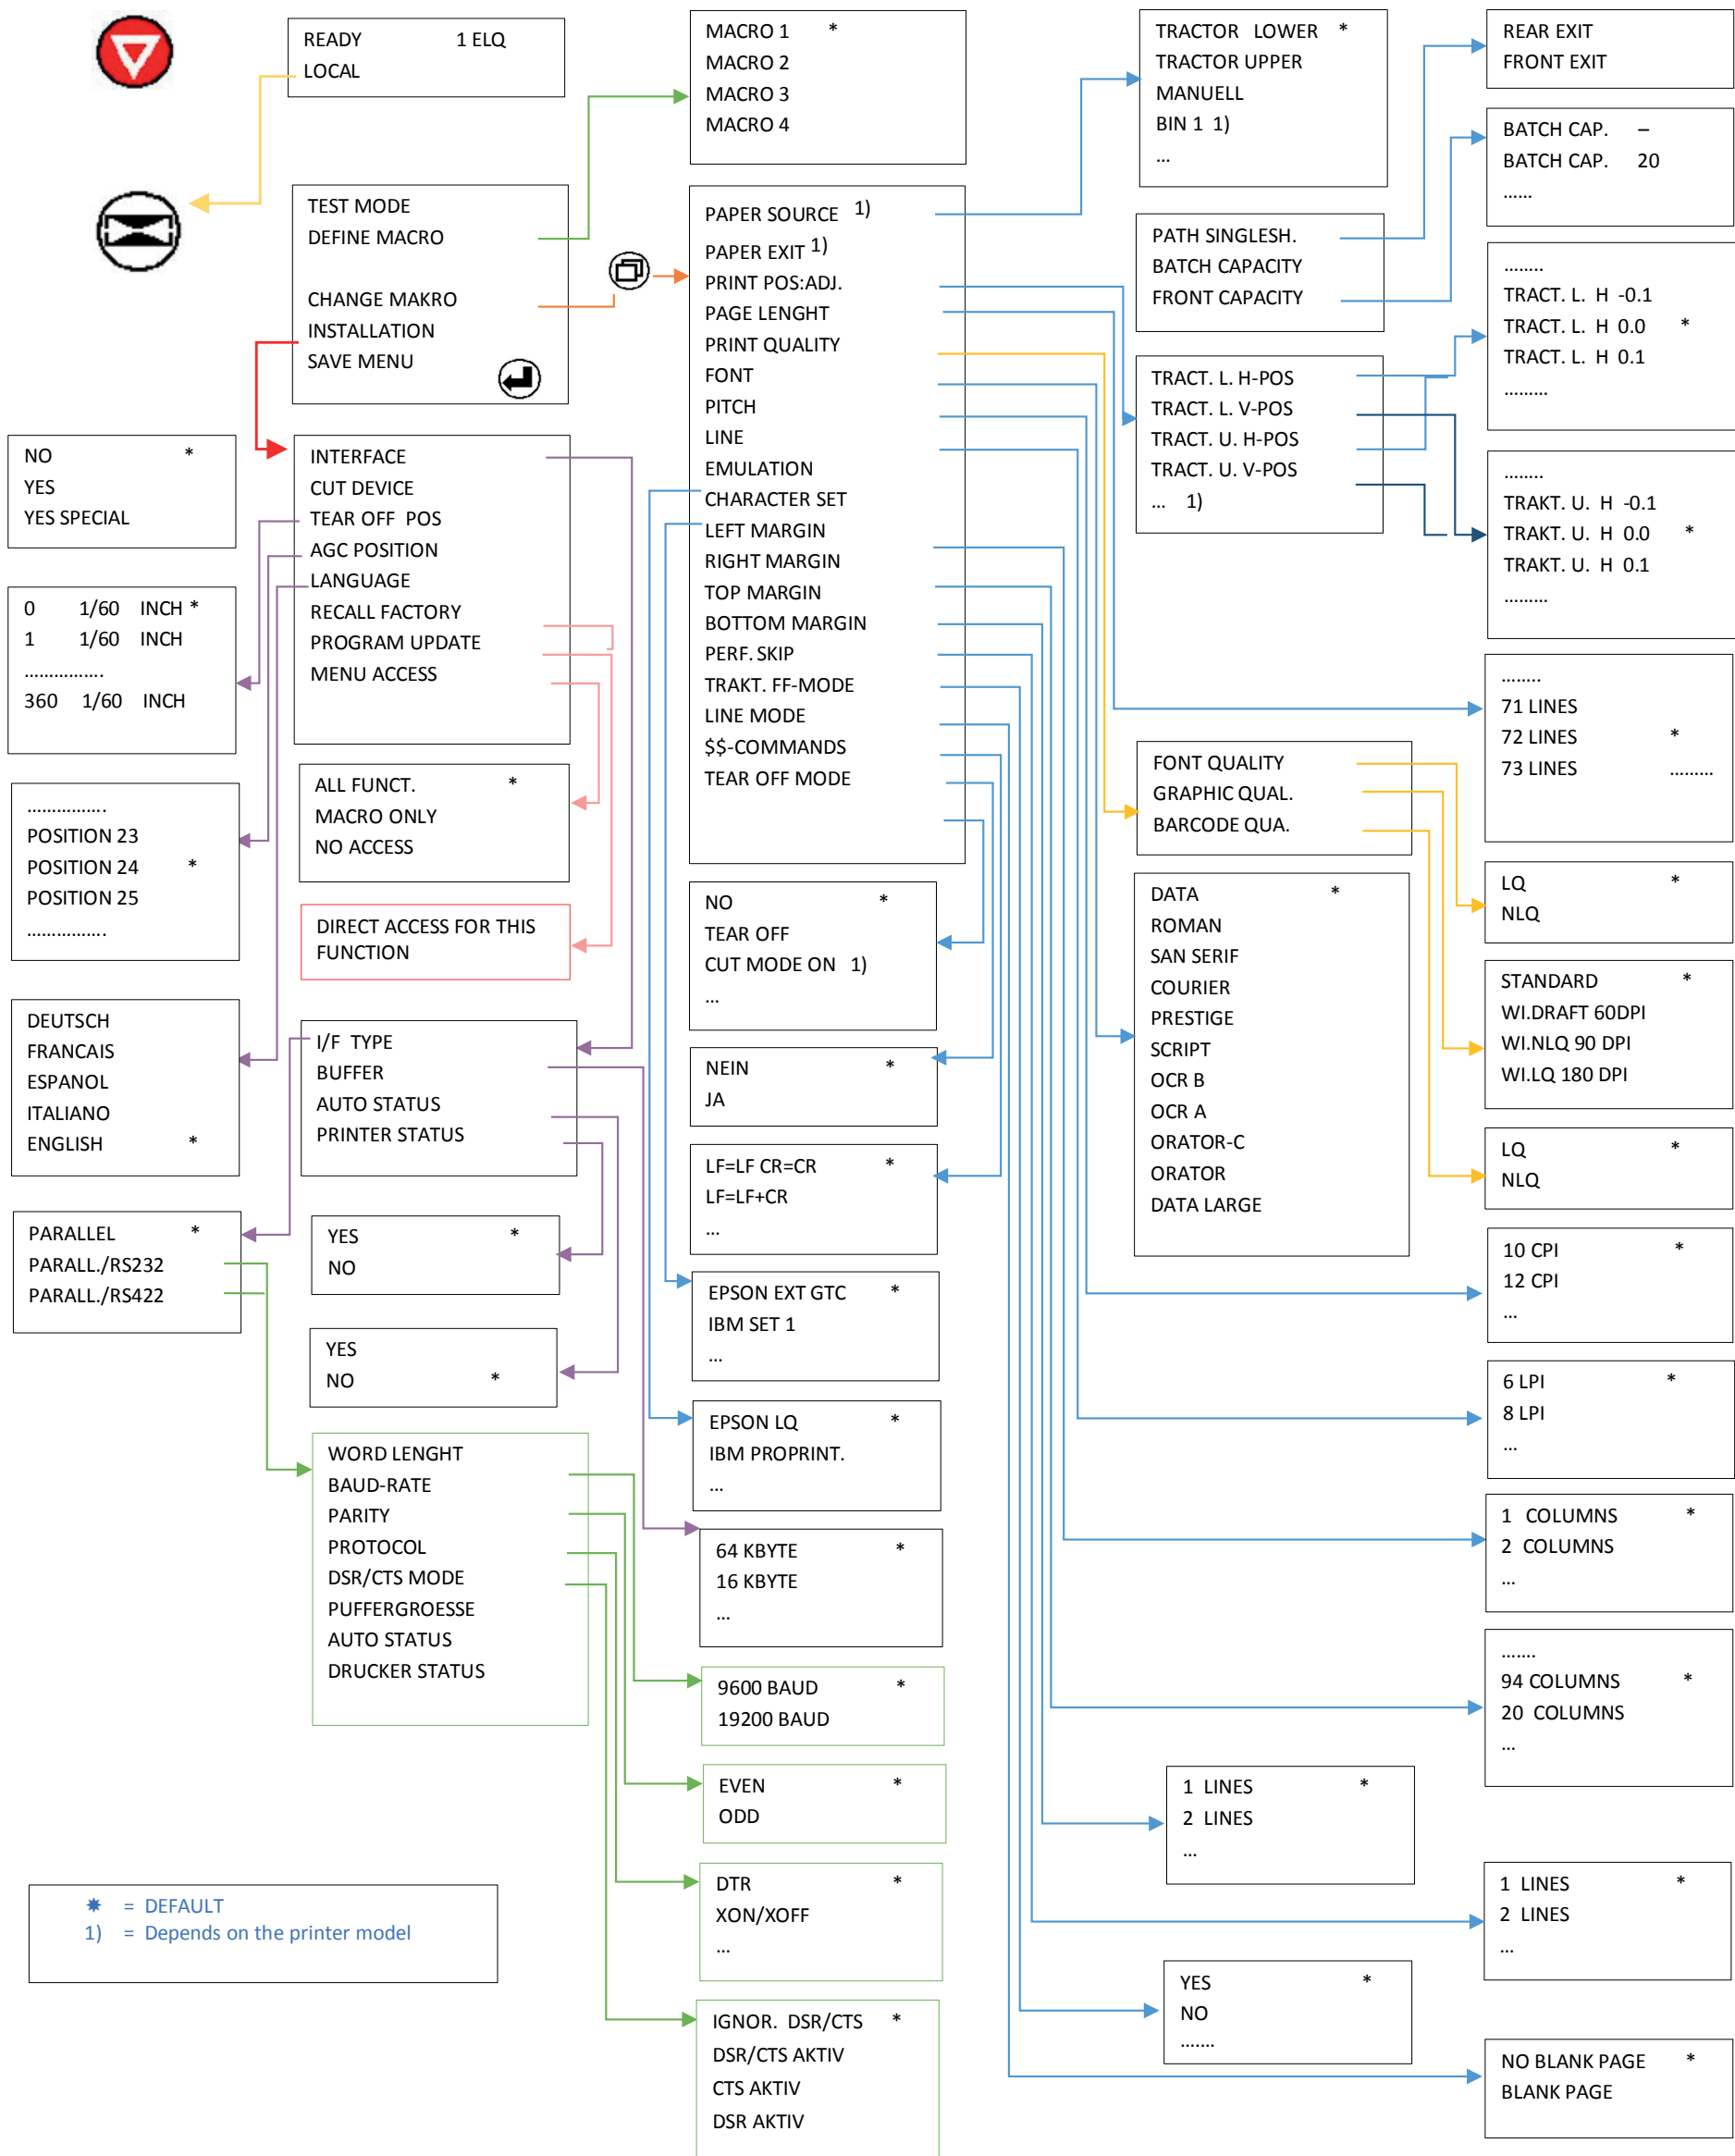 READY 1 ELQ
LOCAL
TEST MODE
DEFINE MACRO
CHANGE MAKRO
INSTALLATION
SAVE MENU
NO *
YES
YES SPECIAL
0 1/60 INCH *
1 1/60 INCH
................
360 1/60 INCH
................
POSITION 23
POSITION 24 *
POSITION 25
................
DEUTSCH
FRANCAIS
ESPANOL
ITALIANO
ENGLISH *
PARALLEL *
PARALL./RS232
PARALL./RS422
INTERFACE
CUT DEVICE
TEAR OFF POS
AGC POSITION
LANGUAGE
RECALL FACTORY
PROGRAM UPDATE
MENU ACCESS
ALL FUNCT. *
MACRO ONLY
NO ACCESS
DIRECT ACCESS FOR THIS
FUNCTION
I/F TYPE
BUFFER
AUTO STATUS
PRINTER STATUS
YES *
NO
YES
NO *
WORD LENGHT
BAUD-RATE
PARITY
PROTOCOL
DSR/CTS MODE
PUFFERGROESSE
AUTO STATUS
DRUCKER STATUS
* = DEFAULT
1) = Depends on the printer model
MACRO 1 *
MACRO 2
MACRO 3
MACRO 4
PAPER SOURCE 1)
PAPER EXIT 1)
PRINT POS:ADJ.
PAGE LENGHT
PRINT QUALITY
FONT
PITCH
LINE
EMULATION
CHARACTER SET
LEFT MARGIN
RIGHT MARGIN
TOP MARGIN
BOTTOM MARGIN
PERF. SKIP
TRAKT. FF-MODE
LINE MODE
$$-COMMANDS
TEAR OFF MODE
NO *
TEAR OFF
CUT MODE ON 1)
...
NEIN *
JA
LF=LF CR=CR *
LF=LF+CR
...
EPSON EXT GTC *
IBM SET 1
...
EPSON LQ *
IBM PROPRINT.
...
64 KBYTE *
16 KBYTE
...
9600 BAUD *
19200 BAUD
EVEN *
ODD
DTR *
XON/XOFF
...
IGNOR. DSR/CTS *
DSR/CTS AKTIV
CTS AKTIV
DSR AKTIV
TRACTOR LOWER *
TRACTOR UPPER
MANUELL
BIN 1 1)
...
PATH SINGLESH.
BATCH CAPACITY
FRONT CAPACITY
TRACT. L. H-POS
TRACT. L. V-POS
TRACT. U. H-POS
TRACT. U. V-POS
... 1)
FONT QUALITY
GRAPHIC QUAL.
BARCODE QUA.
DATA *
ROMAN
SAN SERIF
COURIER
PRESTIGE
SCRIPT
OCR B
OCR A
ORATOR-C
ORATOR
DATA LARGE
1 LINES *
2 LINES
...
YES *
NO
.......
REAR EXIT
FRONT EXIT
BATCH CAP. –
BATCH CAP. 20
......
........
TRACT. L. H -0.1
TRACT. L. H 0.0 *
TRACT. L. H 0.1
.........
........
TRAKT. U. H -0.1
TRAKT. U. H 0.0 *
TRAKT. U. H 0.1
.........
........
71 LINES
72 LINES *
73 LINES .........
LQ *
NLQ
STANDARD *
WI.DRAFT 60DPI
WI.NLQ 90 DPI
WI.LQ 180 DPI
LQ *
NLQ
10 CPI *
12 CPI
...
6 LPI *
8 LPI
...
1 COLUMNS *
2 COLUMNS
...
.......
94 COLUMNS *
20 COLUMNS
...
1 LINES *
2 LINES
...
NO BLANK PAGE *
BLANK PAGE